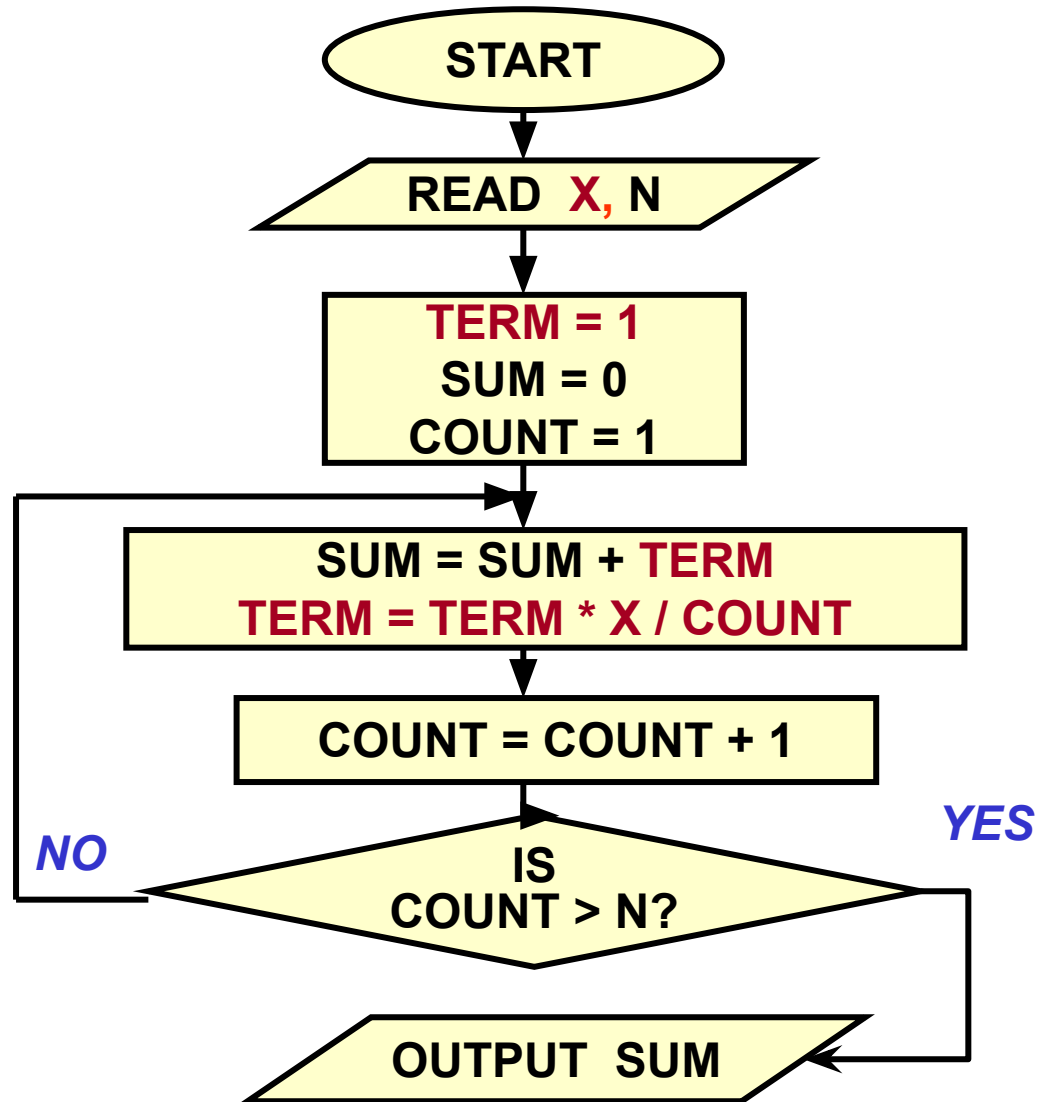 START
READ X, N
TERM = 1
SUM = 0
COUNT = 1
SUM = SUM + TERM
TERM = TERM * X / COUNT
COUNT = COUNT + 1
NO
YES
IS
COUNT > N?
OUTPUT SUM